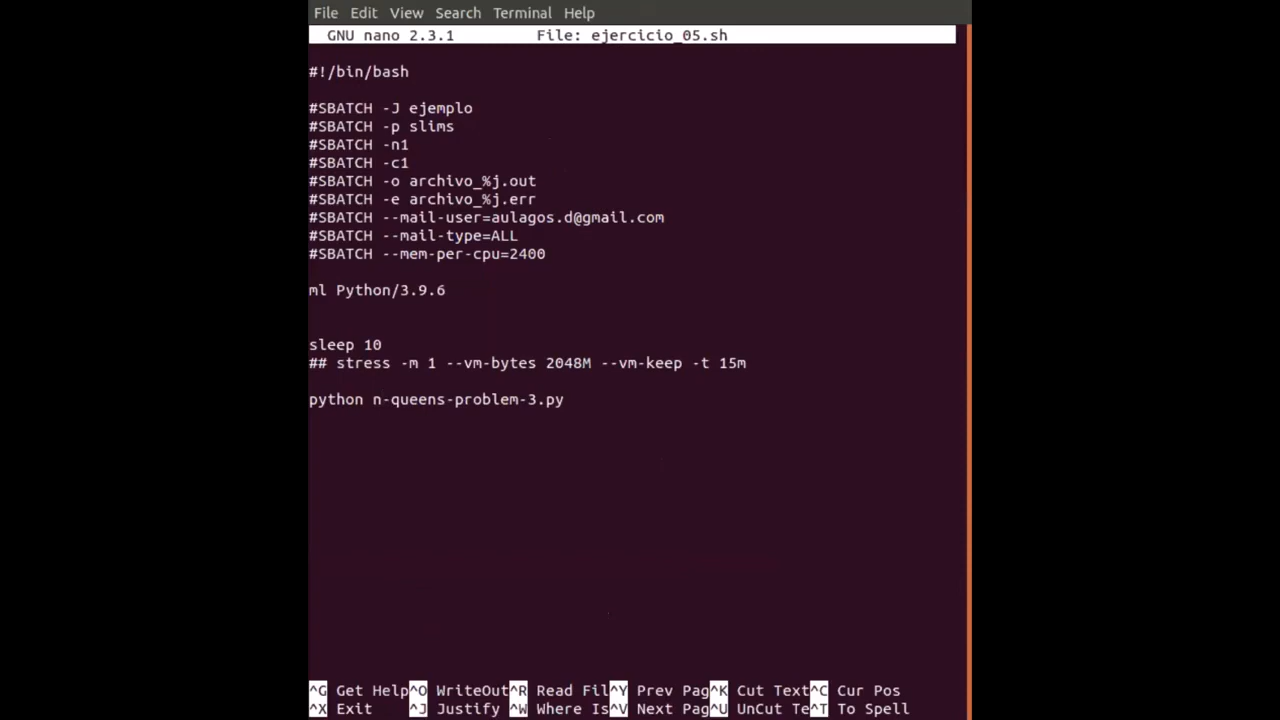 File Edit View Search Terminal Help
GNU nano 2.3.1 File: ejercicio_05.sh
#!/bin/bash
#SBATCH -J ejemplo
#SBATCH -p slims
#SBATCH -n1
#SBATCH -c1
#SBATCH -o archivo_%j.out
#SBATCH -e archivo_%j.err
#SBATCH --mail-user=aulagos.d@gmail.com
#SBATCH --mail-type=ALL
#SBATCH --mem-per-cpu=2400
ml Python/3.9.6
sleep 10
## stress -m 1 --vm-bytes 2048M --vm-keep -t 15m
python n-queens-problem-3.py
^G Get Help^O WriteOut^R Read Fil^Y Prev Pag^K Cut Text^C Cur Pos
^X Exit ^J Justify ^W Where Is^V Next Pag^U UnCut Te^T To Spell